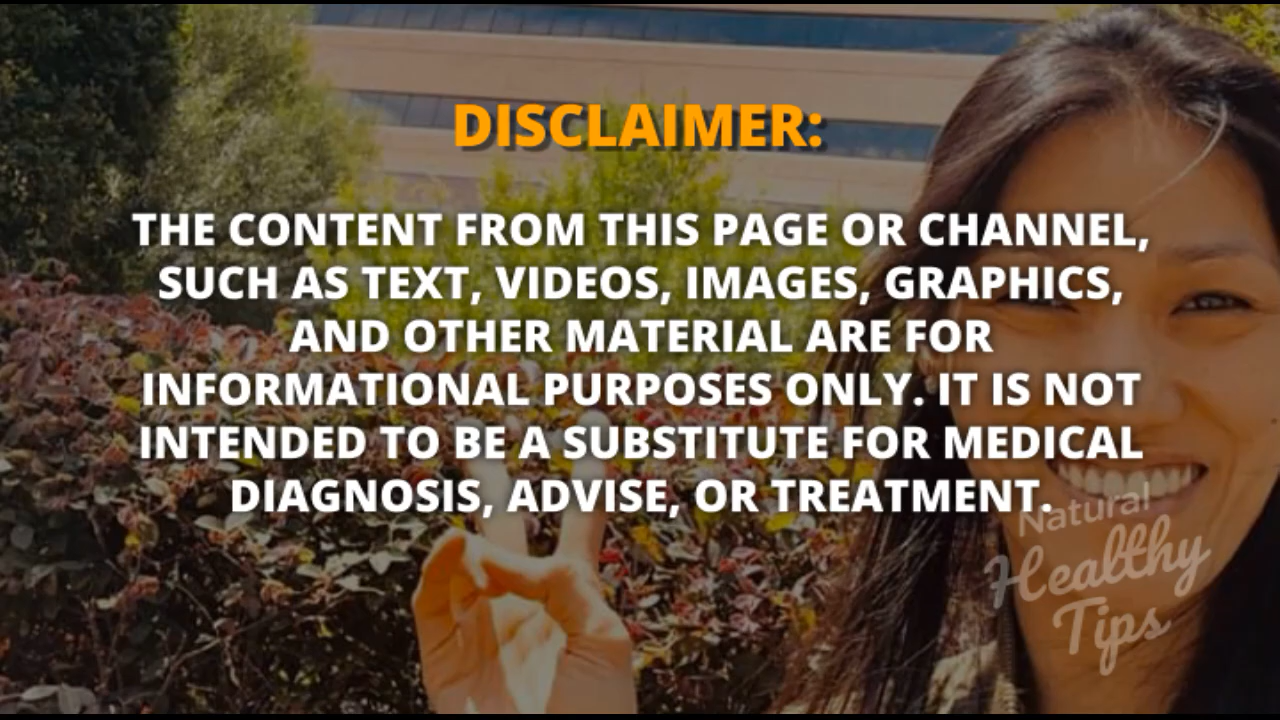 DISCLAIMER:
THE CONTENT FROM THIS PAGE OR CHANNEL,
SUCH AS TEXT, VIDEOS, IMAGES, GRAPHICS,
AND OTHER MATERIAL ARE FOR
INFORMATIONAL PURPOSES ONLY. IT IS NOT
INTENDED TO BE A SUBSTITUTE FOR MEDICAL
DIAGNOSIS, ADVISE, OR TREATMENT.
Natural
Healthy
Tips